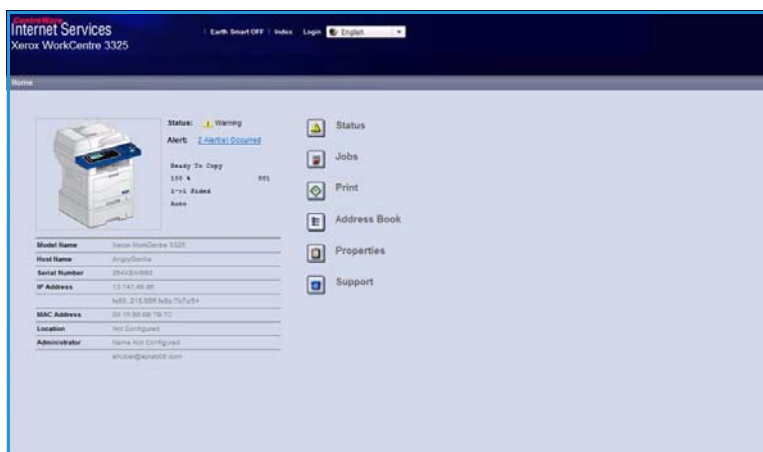 CentreWare
Internet Services
Xerox WorkCentre 3325
Earth Smart OFF | Index Login English
Home
Status: Warning
Alert: 2 Alert(s) Occurred
Ready To Copy
100 % 001
1->1 Sided
Auto
Status
Jobs
Print
Address Book
Properties
Support
Model Name Xerox WorkCentre 3325
Host Name
Serial Number
IP Address
MAC Address
Location Not Configured
Administrator Name Not Configured